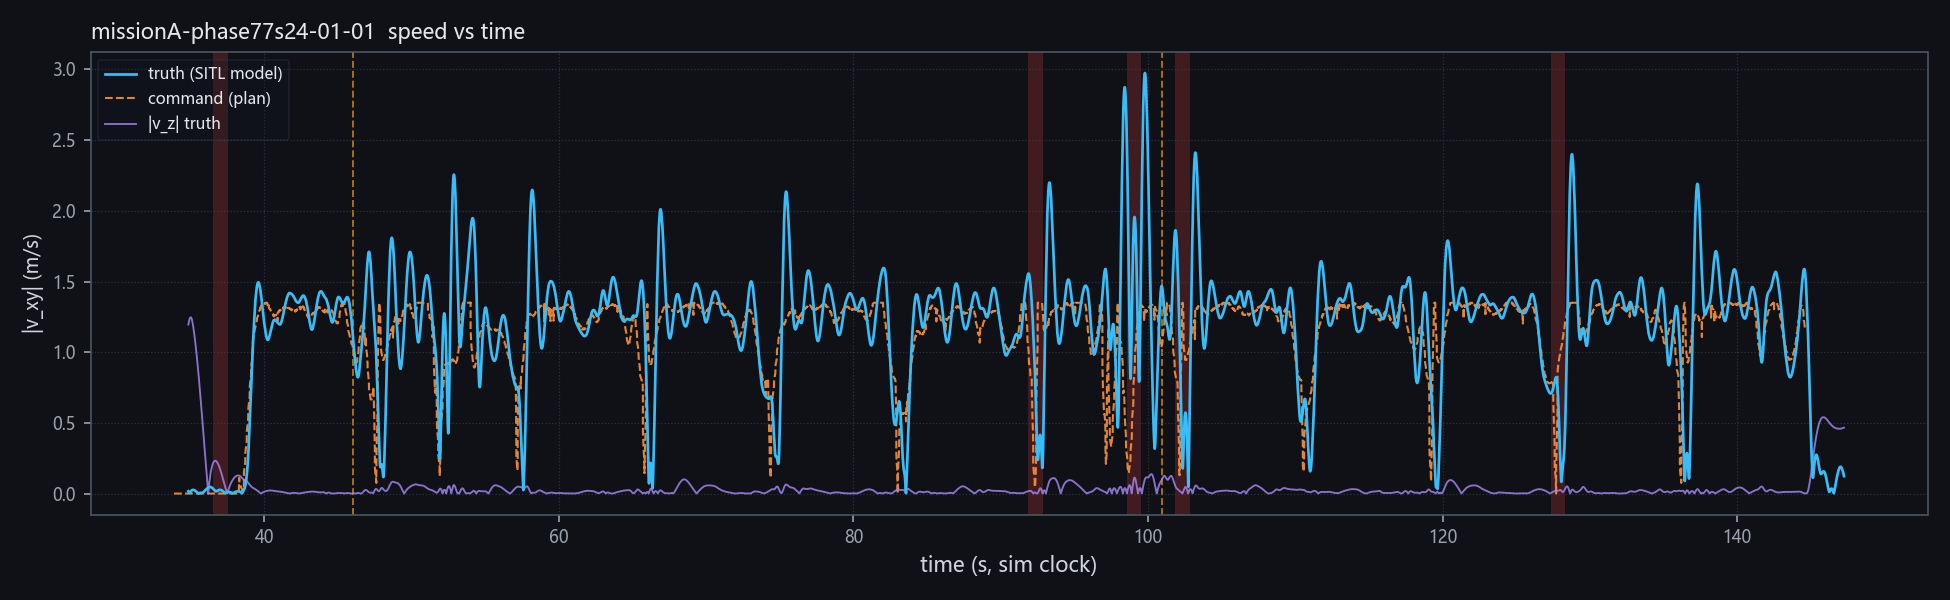 missionA-phase77s24-01-01  speed vs time
truth (SITL model)
command (plan)
|v_z| truth
|v_xy| (m/s)
3.0
2.5
2.0
1.5
1.0
0.5
0.0
40 60 80 100 120 140
time (s, sim clock)